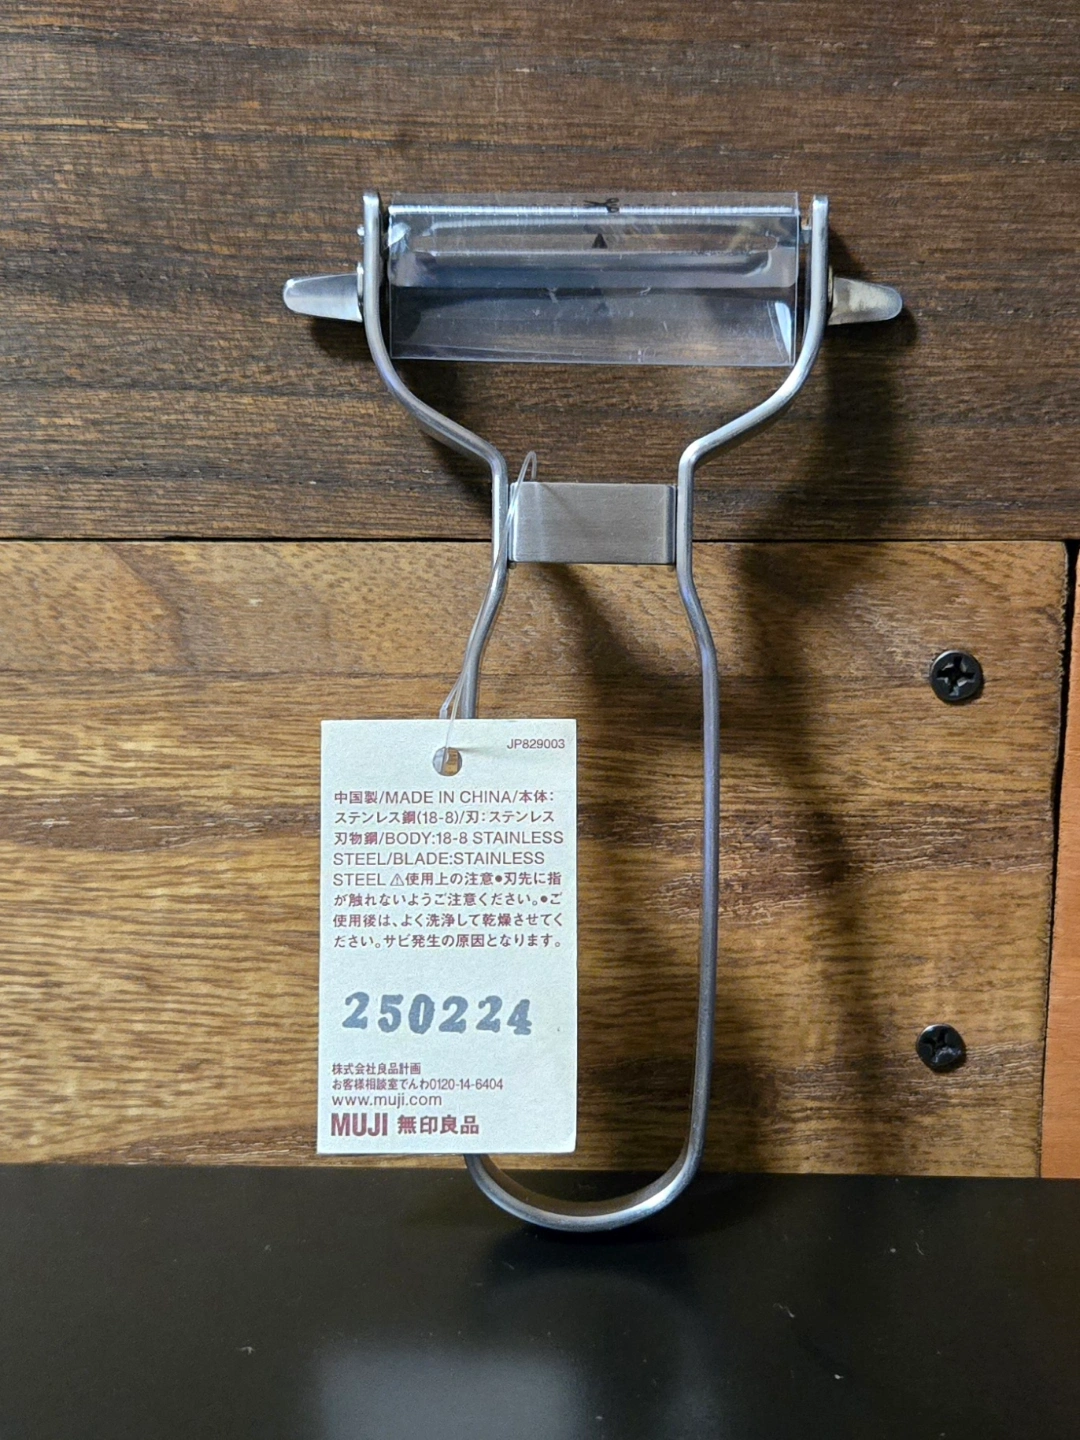 JP829003
中国製/MADE IN CHINA/本体:
ステンレス鋼(18-8)/刃:ステンレス
刃物鋼/BODY:18-8 STAINLESS
STEEL/BLADE:STAINLESS
STEEL ⚠使用上の注意●刃先に指
が触れないようご注意ください。●ご
使用後は、よく洗浄して乾燥させてく
ださい。サビ発生の原因となります。
250224
株式会社良品計画
お客様相談室でんわ0120-14-6404
www.muji.com
MUJI 無印良品